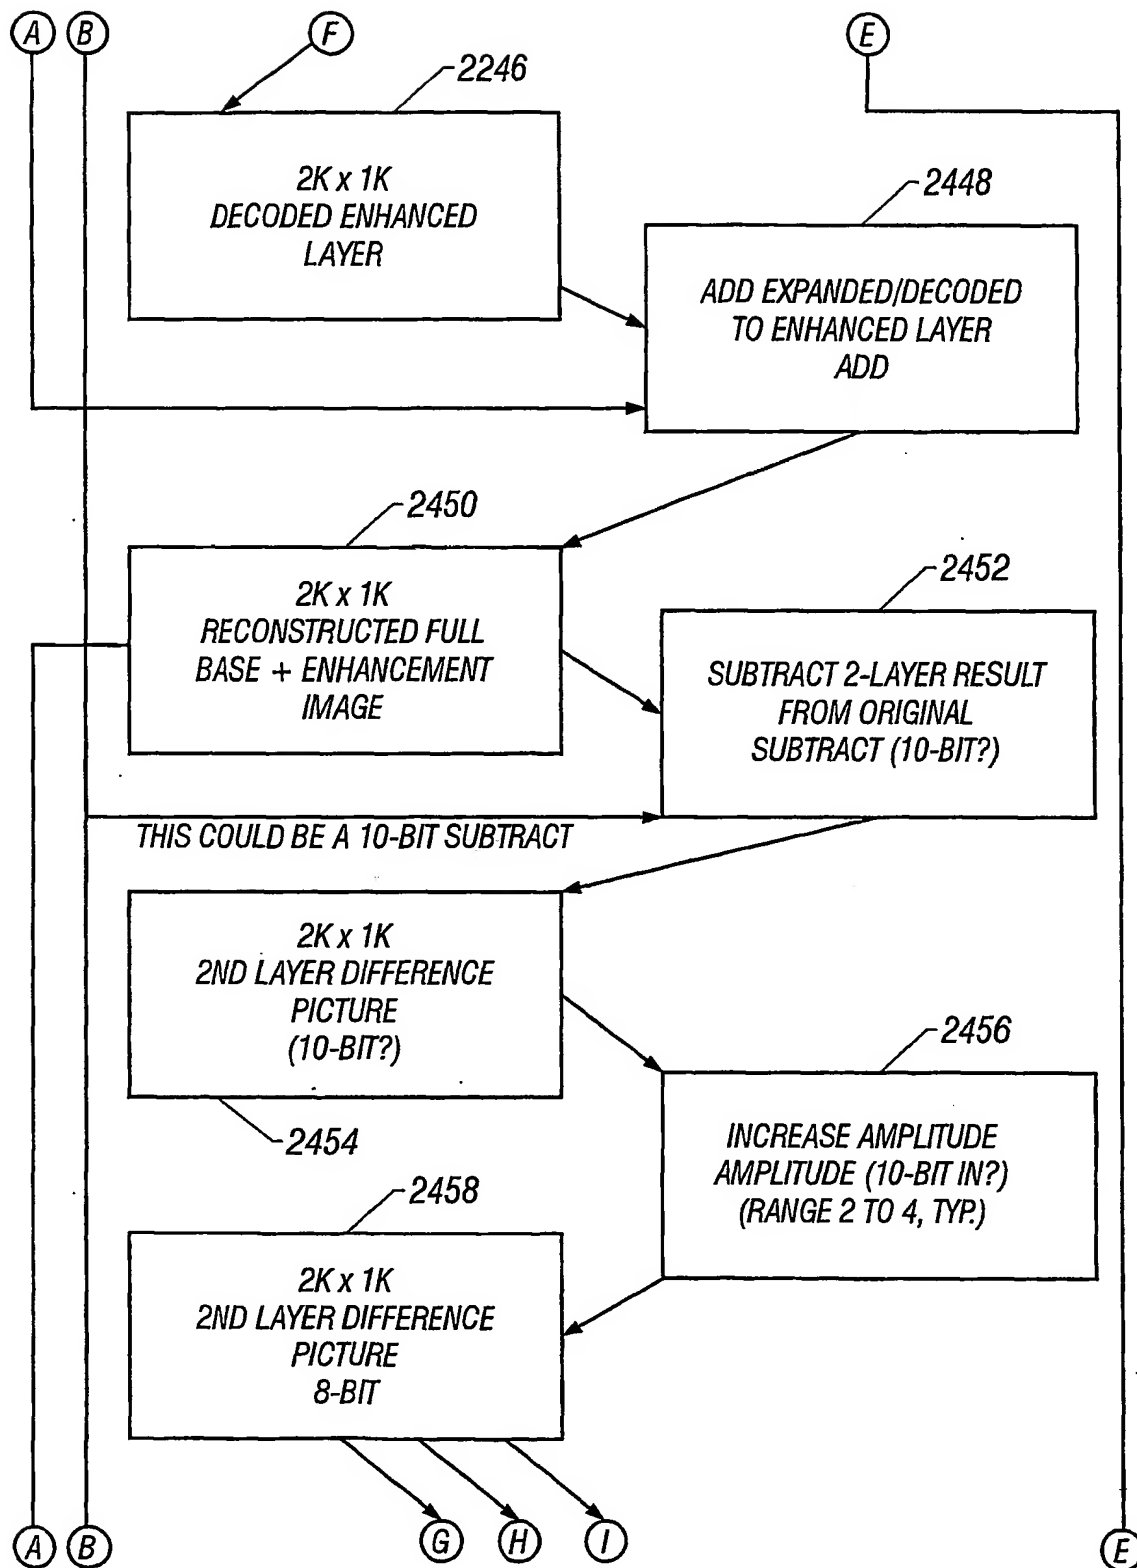 A B F E
2246
2K x 1K
DECODED ENHANCED
LAYER
2448
ADD EXPANDED/DECODED
TO ENHANCED LAYER
ADD
2450
2K x 1K
RECONSTRUCTED FULL
BASE + ENHANCEMENT
IMAGE
2452
SUBTRACT 2-LAYER RESULT
FROM ORIGINAL
SUBTRACT (10-BIT?)
THIS COULD BE A 10-BIT SUBTRACT
2K x 1K
2ND LAYER DIFFERENCE
PICTURE
(10-BIT?)
2454
2456
INCREASE AMPLITUDE
AMPLITUDE (10-BIT IN?)
(RANGE 2 TO 4, TYP.)
2458
2K x 1K
2ND LAYER DIFFERENCE
PICTURE
8-BIT
A B G H I E